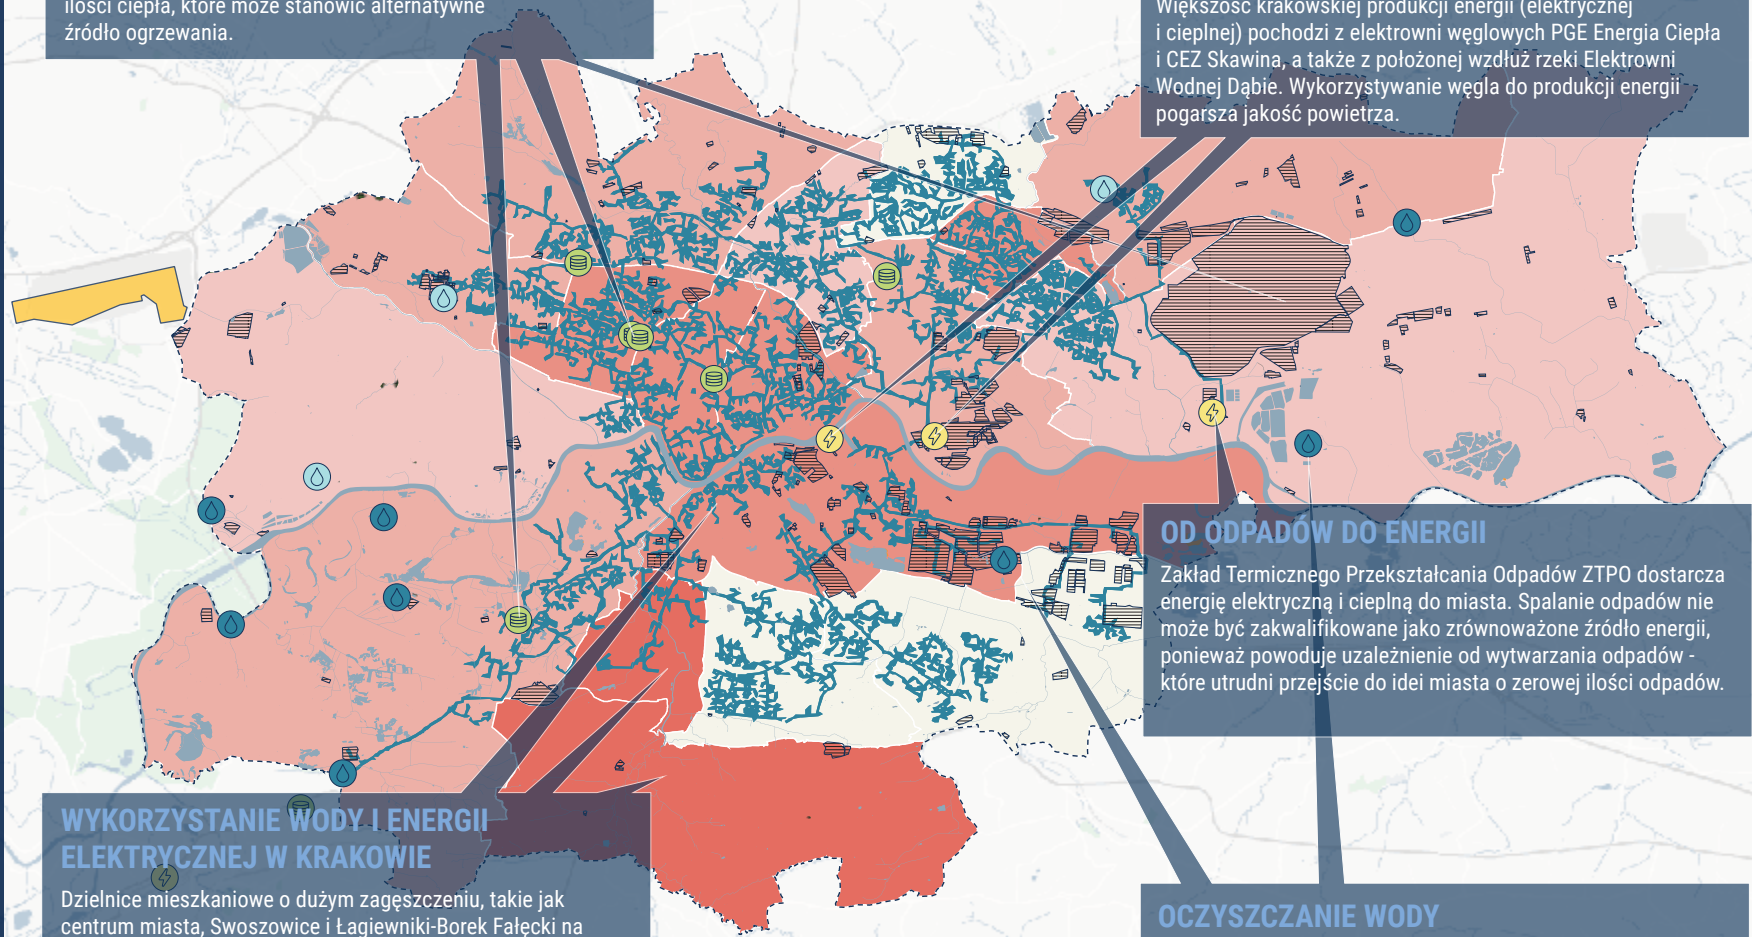 ilości ciepła, które może stanowić alternatywne
źródło ogrzewania.
Większość krakowskiej produkcji energii (elektrycznej
i cieplnej) pochodzi z elektrowni węglowych PGE Energia Ciepła
i CEZ Skawina, a także z położonej wzdłuż rzeki Elektrowni
Wodnej Dąbie. Wykorzystywanie węgla do produkcji energii
pogarsza jakość powietrza.
OD ODPADÓW DO ENERGII
Zakład Termicznego Przekształcania Odpadów ZTPO dostarcza
energię elektryczną i cieplną do miasta. Spalanie odpadów nie
może być zakwalifikowane jako zrównoważone źródło energii,
ponieważ powoduje uzależnienie od wytwarzania odpadów -
które utrudni przejście do idei miasta o zerowej ilości odpadów.
WYKORZYSTANIE WODY I ENERGII
ELEKTRYCZNEJ W KRAKOWIE
Dzielnice mieszkaniowe o dużym zagęszczeniu, takie jak
centrum miasta, Swoszowice i Łagiewniki-Borek Fałęcki na
OCZYSZCZANIE WODY